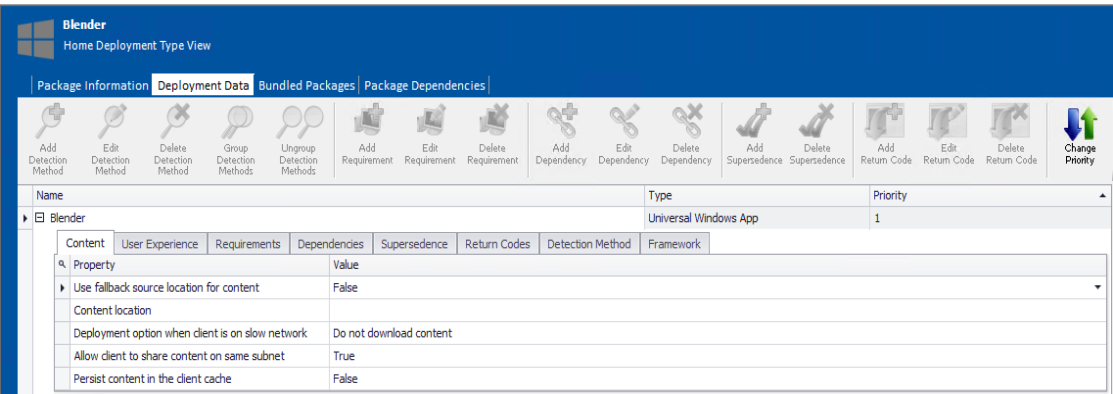 Blender
Home Deployment Type View
Package Information Deployment Data Bundled Packages Package Dependencies
Add Detection Method
Edit Detection Method
Delete Detection Method
Group Detection Methods
Ungroup Detection Methods
Add Requirement
Edit Requirement
Delete Requirement
Add Dependency
Edit Dependency
Delete Dependency
Add Supersedence
Delete Supersedence
Add Return Code
Edit Return Code
Delete Return Code
Change Priority
Name Type Priority
Blender Universal Windows App 1
Content User Experience Requirements Dependencies Supersedence Return Codes Detection Method Framework
Property Value
Use fallback source location for content False
Content location
Deployment option when client is on slow network Do not download content
Allow client to share content on same subnet True
Persist content in the client cache False